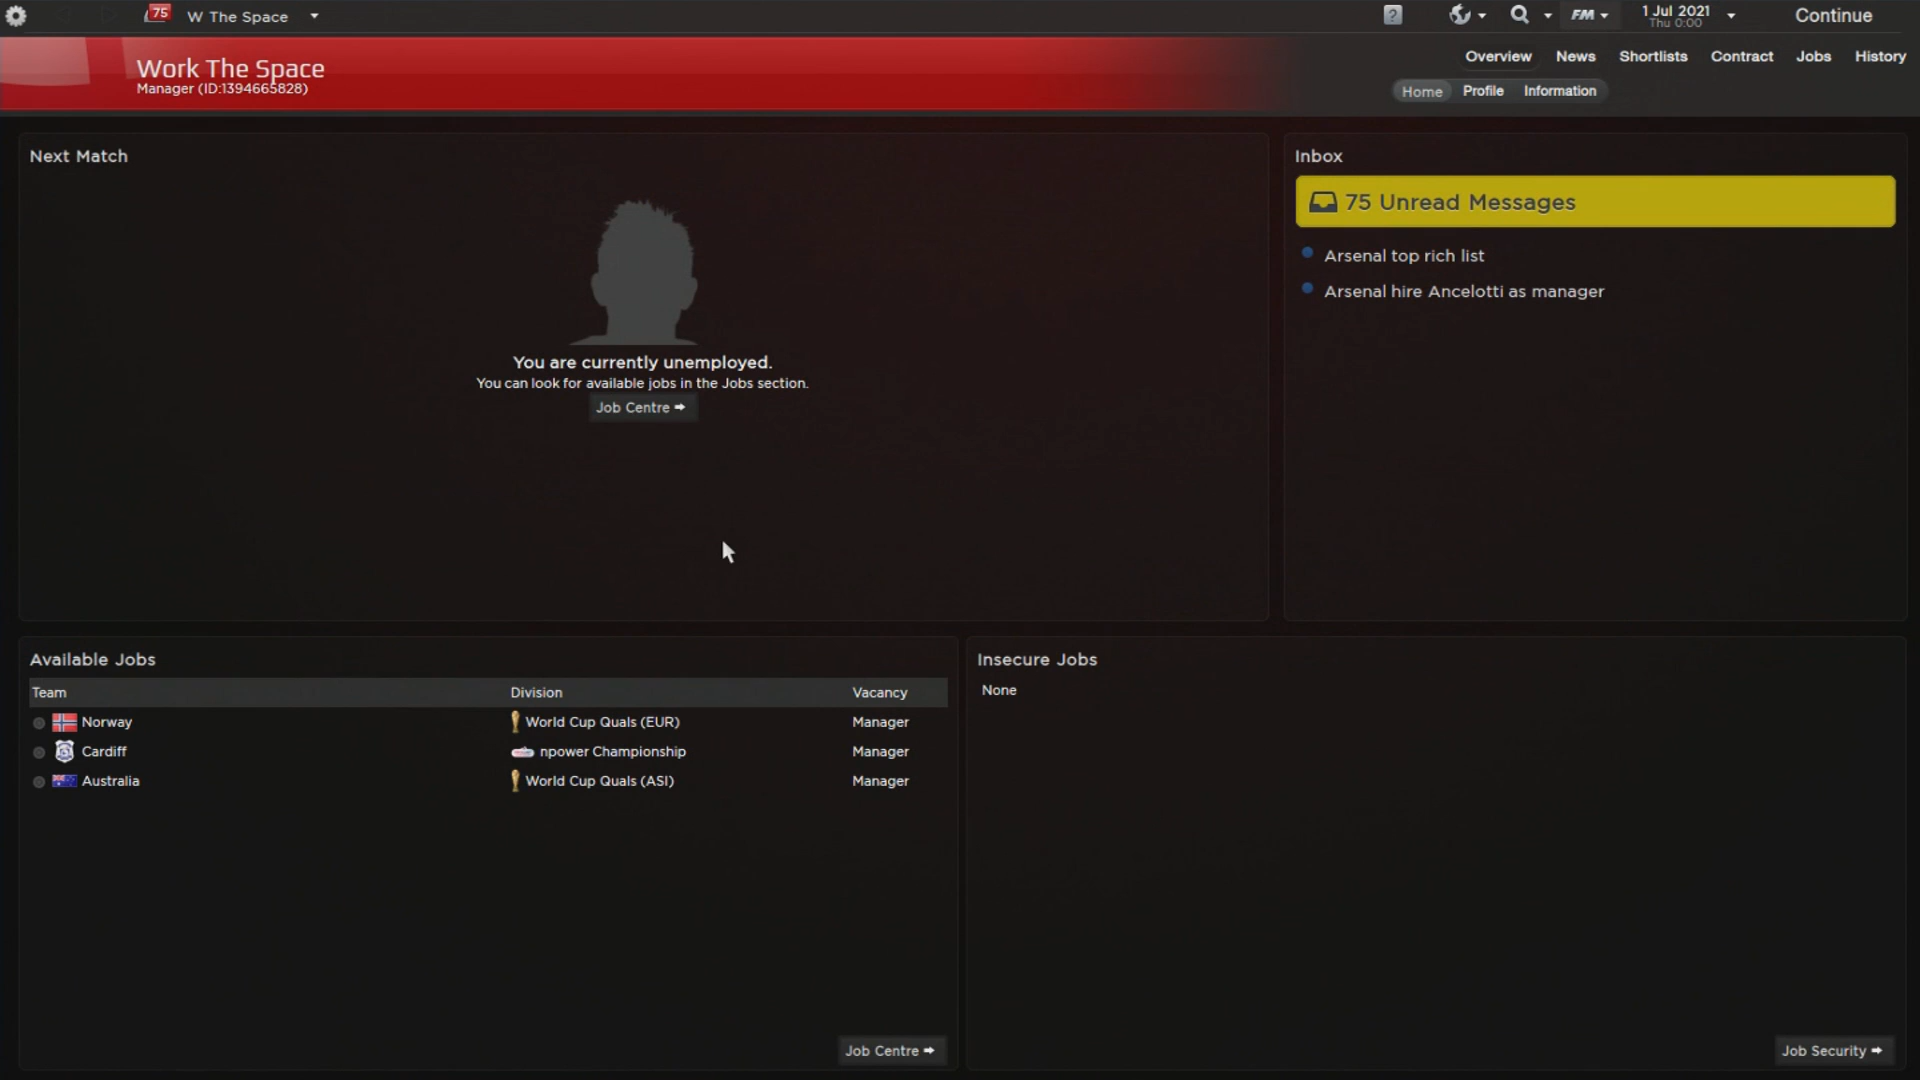 75 W The Space
? FM 1 Jul 2021 Continue
Thu 0:00
Work The Space
Manager (ID:1394665828)
Overview News Shortlists Contract Jobs History
Home Profile Information
Next Match
You are currently unemployed.
You can look for available jobs in the Jobs section.
Job Centre
Inbox
75 Unread Messages
Arsenal top rich list
Arsenal hire Ancelotti as manager
Available Jobs
Team Division Vacancy
Norway World Cup Quals (EUR) Manager
Cardiff npower Championship Manager
Australia World Cup Quals (ASI) Manager
Job Centre
Insecure Jobs
None
Job Security